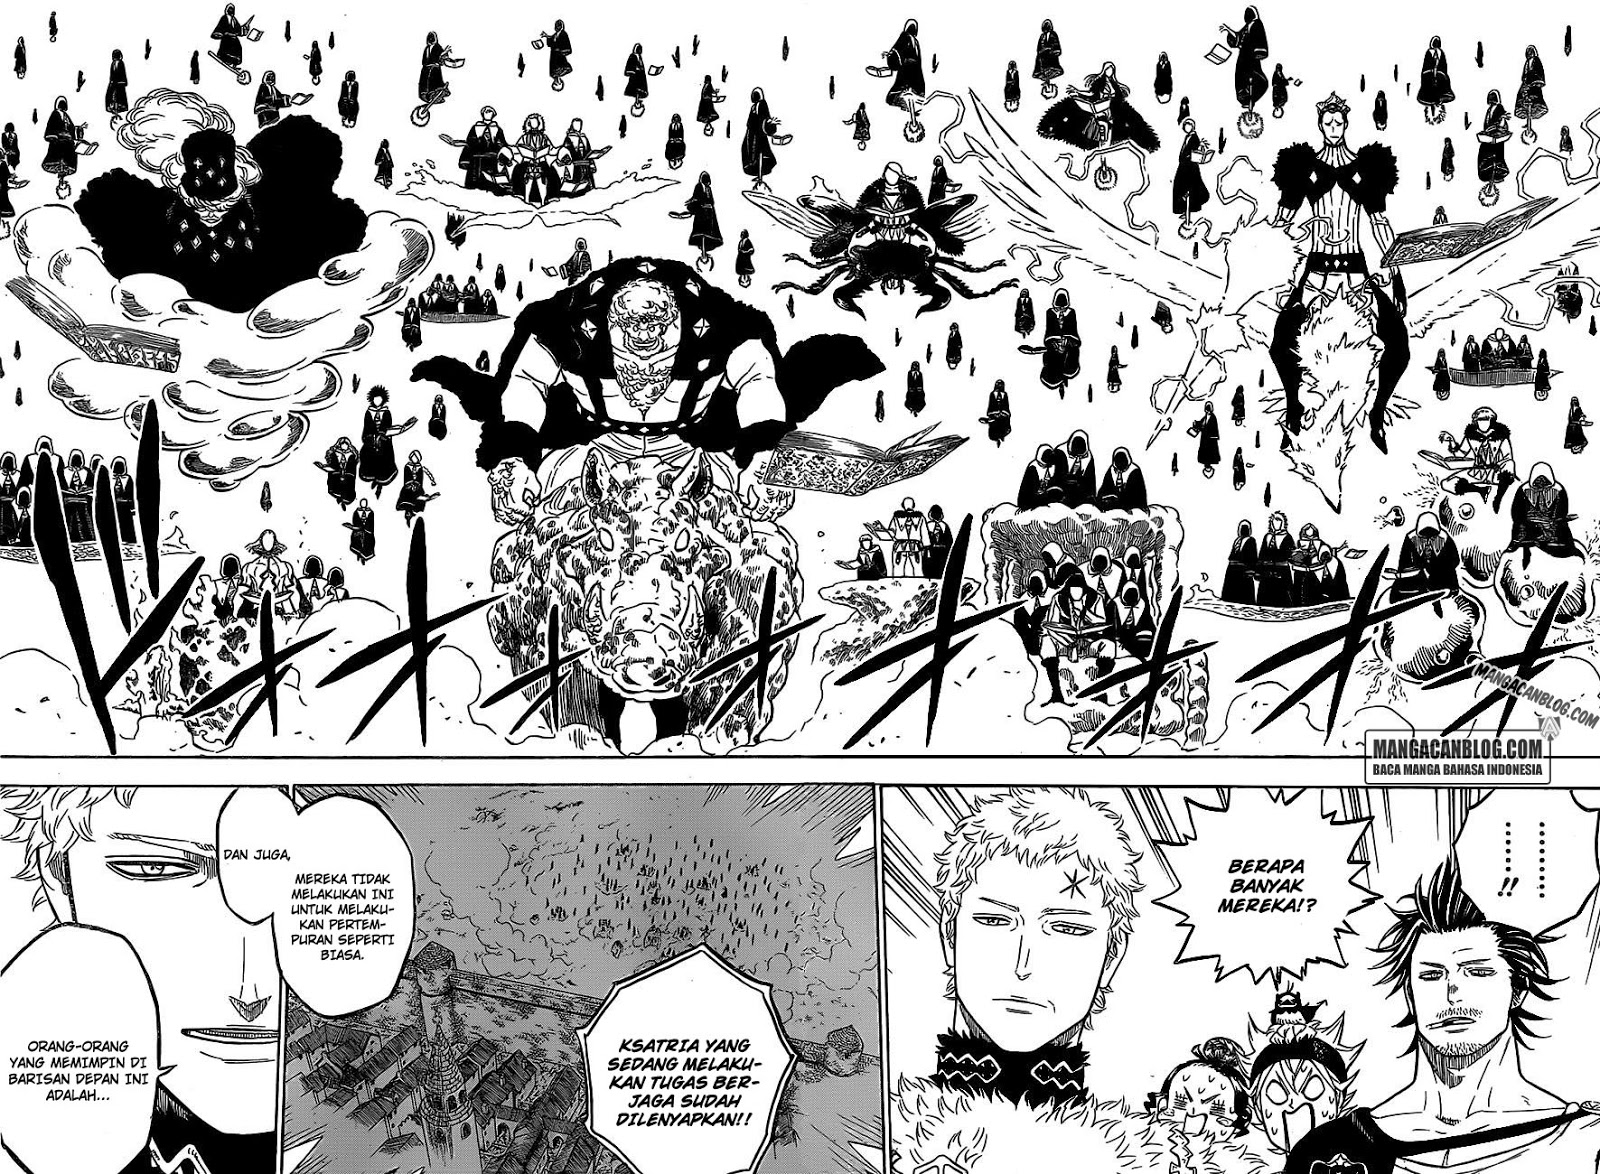 MANGACANBLOG.COM
MANGACANBLOG.COM
BACA MANGA BAHASA INDONESIA
......!!
BERAPA
BANYAK
MEREKA!?
KSATRIA YANG
SEDANG MELAKU-
KAN TUGAS BER-
JAGA SUDAH
DILENYAPKAN!!
DAN JUGA,
MEREKA TIDAK
MELAKUKAN INI
UNTUK MELAKU-
KAN PERTEM-
PURAN SEPERTI
BIASA.
ORANG-ORANG
YANG MEMIMPIN DI
BARISAN DEPAN INI
ADALAH...